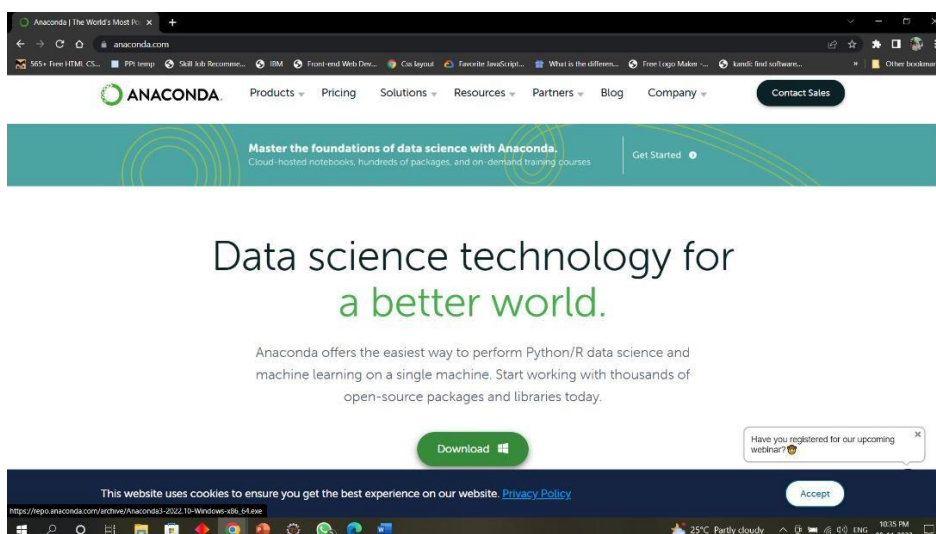 Anaconda | The World's Most Po
anaconda.com
565+ Free HTML CS...
PPt temp
Skill Job Recomme...
IBM
Front-end Web Dev...
Css layout
Favorite JavaScript...
What is the differen...
Free Logo Maker -...
kandi: find software...
Other bookmar
ANACONDA.
Products
Pricing
Solutions
Resources
Partners
Blog
Company
Contact Sales
Master the foundations of data science with Anaconda.
Cloud-hosted notebooks, hundreds of packages, and on-demand training courses
Get Started
Data science technology for
a better world.
Anaconda offers the easiest way to perform Python/R data science and
machine learning on a single machine. Start working with thousands of
open-source packages and libraries today.
Download
Have you registered for our upcoming
webinar?
This website uses cookies to ensure you get the best experience on our website. Privacy Policy
Accept
https://repo.anaconda.com/archive/Anaconda3-2022.10-Windows-x86_64.exe
25°C Partly cloudy
ENG
10:35 PM